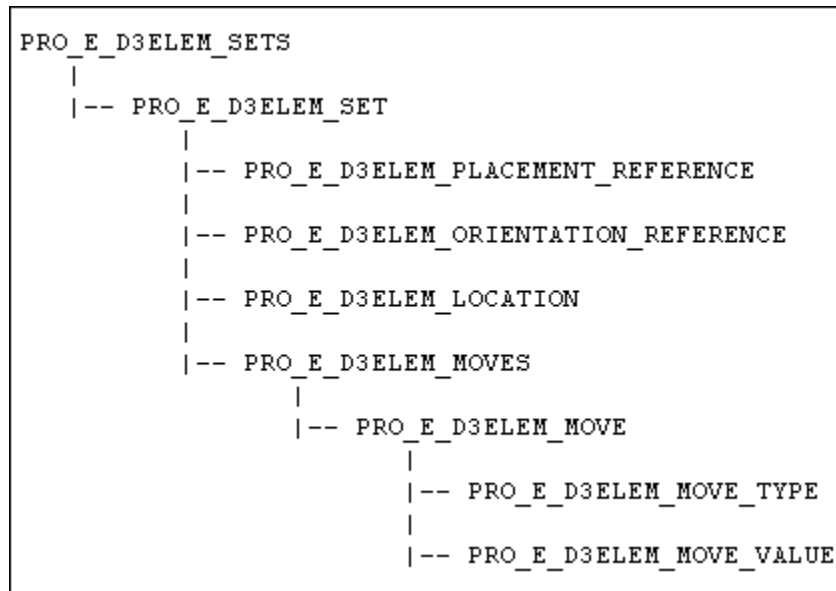 PRO_E_D3ELEM_SETS
|
|-- PRO_E_D3ELEM_SET
|
|-- PRO_E_D3ELEM_PLACEMENT_REFERENCE
|
|-- PRO_E_D3ELEM_ORIENTATION_REFERENCE
|
|-- PRO_E_D3ELEM_LOCATION
|
|-- PRO_E_D3ELEM_MOVES
|
|-- PRO_E_D3ELEM_MOVE
|
|-- PRO_E_D3ELEM_MOVE_TYPE
|
|-- PRO_E_D3ELEM_MOVE_VALUE